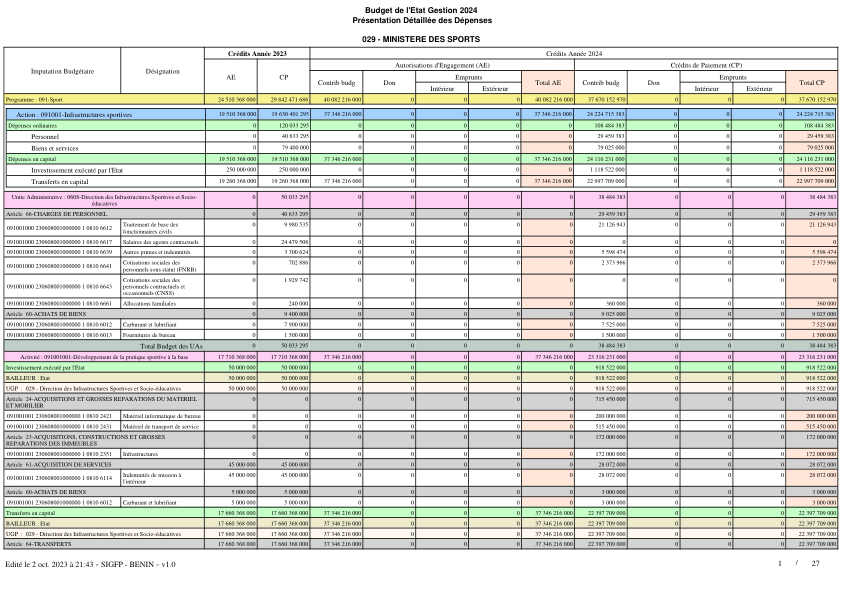 Budget de l'Etat Gestion 2024
Présentation Détaillée des Dépenses
029 - MINISTERE DES SPORTS
Imputation Budgétaire Désignation Crédits Année 2023 Crédits Année 2024
Autorisations d'Engagement (AE) Crédits de Paiement (CP)
AE CP Contrib budg Don Emprunts Total AE Contrib budg Don Emprunts Total CP
Intérieur Extérieur Intérieur Extérieur
Programme : 091-Sport 24 510 368 000 29 842 471 686 40 082 216 000 0 0 0 40 082 216 000 37 670 152 970 0 0 0 37 670 152 970
Action : 091001-Infrastructures sportives 19 510 368 000 19 630 401 295 37 346 216 000 0 0 0 37 346 216 000 24 224 715 383 0 0 0 24 224 715 383
Dépenses ordinaires 0 120 033 295 0 0 0 0 0 108 484 383 0 0 0 108 484 383
Personnel 0 40 633 295 0 0 0 0 0 29 459 383 0 0 0 29 459 383
Biens et services 0 79 400 000 0 0 0 0 0 79 025 000 0 0 0 79 025 000
Dépenses en capital 19 510 368 000 19 510 368 000 37 346 216 000 0 0 0 37 346 216 000 24 116 231 000 0 0 0 24 116 231 000
Investissement exécuté par l'Etat 250 000 000 250 000 000 0 0 0 0 0 1 118 522 000 0 0 0 1 118 522 000
Transferts en capital 19 260 368 000 19 260 368 000 37 346 216 000 0 0 0 37 346 216 000 22 997 709 000 0 0 0 22 997 709 000
Unite Administrative : 0608-Direction des Infrastructures Sportives et Socio- 0 50 033 295 0 0 0 0 0 38 484 383 0 0 0 38 484 383
éducatives
Article 66-CHARGES DE PERSONNEL 0 40 633 295 0 0 0 0 0 29 459 383 0 0 0 29 459 383
091001000 230608001000000 1 0810 6612 Traitement de base des 0 9 980 535 0 0 0 0 0 21 126 943 0 0 0 21 126 943
fonctionnaires civils
091001000 230608001000000 1 0810 6617 Salaires des agents contractuels 0 24 479 508 0 0 0 0 0 0 0 0 0 0
091001000 230608001000000 1 0810 6639 Autres primes et indemnités 0 3 300 624 0 0 0 0 0 5 598 474 0 0 0 5 598 474
091001000 230608001000000 1 0810 6641 Cotisations sociales des 0 702 886 0 0 0 0 0 2 373 966 0 0 0 2 373 966
personnels sous statut (FNRB)
091001000 230608001000000 1 0810 6643 Cotisations sociales des 0 1 929 742 0 0 0 0 0 0 0 0 0 0
personnels contractuels et
occasionnels (CNSS)
091001000 230608001000000 1 0810 6661 Allocations familiales 0 240 000 0 0 0 0 0 360 000 0 0 0 360 000
Article 60-ACHATS DE BIENS 0 9 400 000 0 0 0 0 0 9 025 000 0 0 0 9 025 000
091001000 230608001000000 1 0810 6012 Carburant et lubrifiant 0 7 900 000 0 0 0 0 0 7 525 000 0 0 0 7 525 000
091001000 230608001000000 1 0810 6013 Fournitures de bureau 0 1 500 000 0 0 0 0 0 1 500 000 0 0 0 1 500 000
Total Budget des UAs 0 50 033 295 0 0 0 0 0 38 484 383 0 0 0 38 484 383
Activité : 091001001-Développement de la pratique sportive à la base 17 710 368 000 17 710 368 000 37 346 216 000 0 0 0 37 346 216 000 23 316 231 000 0 0 0 23 316 231 000
Investissement exécuté par l'Etat 50 000 000 50 000 000 0 0 0 0 0 918 522 000 0 0 0 918 522 000
BAILLEUR : Etat 50 000 000 50 000 000 0 0 0 0 0 918 522 000 0 0 0 918 522 000
UGP : 029 - Direction des Infrastructures Sportives et Socio-éducatives 50 000 000 50 000 000 0 0 0 0 0 918 522 000 0 0 0 918 522 000
Article 24-ACQUISITIONS ET GROSSES REPARATIONS DU MATERIEL 0 0 0 0 0 0 0 715 450 000 0 0 0 715 450 000
ET MOBILIER
091001001 230608001000000 1 0810 2421 Matériel informatique de bureau 0 0 0 0 0 0 0 200 000 000 0 0 0 200 000 000
091001001 230608001000000 1 0810 2431 Matériel de transport de service 0 0 0 0 0 0 0 515 450 000 0 0 0 515 450 000
Article 23-ACQUISITIONS, CONSTRUCTIONS ET GROSSES 0 0 0 0 0 0 0 172 000 000 0 0 0 172 000 000
REPARATIONS DES IMMEUBLES
091001001 230608001000000 1 0810 2351 Infrastructures 0 0 0 0 0 0 0 172 000 000 0 0 0 172 000 000
Article 61-ACQUISITION DE SERVICES 45 000 000 45 000 000 0 0 0 0 0 28 072 000 0 0 0 28 072 000
091001001 230608001000000 1 0810 6114 Indemnités de mission à 45 000 000 45 000 000 0 0 0 0 0 28 072 000 0 0 0 28 072 000
l'intérieur
Article 60-ACHATS DE BIENS 5 000 000 5 000 000 0 0 0 0 0 3 000 000 0 0 0 3 000 000
091001001 230608001000000 1 0810 6012 Carburant et lubrifiant 5 000 000 5 000 000 0 0 0 0 0 3 000 000 0 0 0 3 000 000
Transferts en capital 17 660 368 000 17 660 368 000 37 346 216 000 0 0 0 37 346 216 000 22 397 709 000 0 0 0 22 397 709 000
BAILLEUR : Etat 17 660 368 000 17 660 368 000 37 346 216 000 0 0 0 37 346 216 000 22 397 709 000 0 0 0 22 397 709 000
UGP : 029 - Direction des Infrastructures Sportives et Socio-éducatives 17 660 368 000 17 660 368 000 37 346 216 000 0 0 0 37 346 216 000 22 397 709 000 0 0 0 22 397 709 000
Article 64-TRANSFERTS 17 660 368 000 17 660 368 000 37 346 216 000 0 0 0 37 346 216 000 22 397 709 000 0 0 0 22 397 709 000
Edité le 2 oct. 2023 à 21:43 - SIGFP - BENIN - v1.0 1 / 27